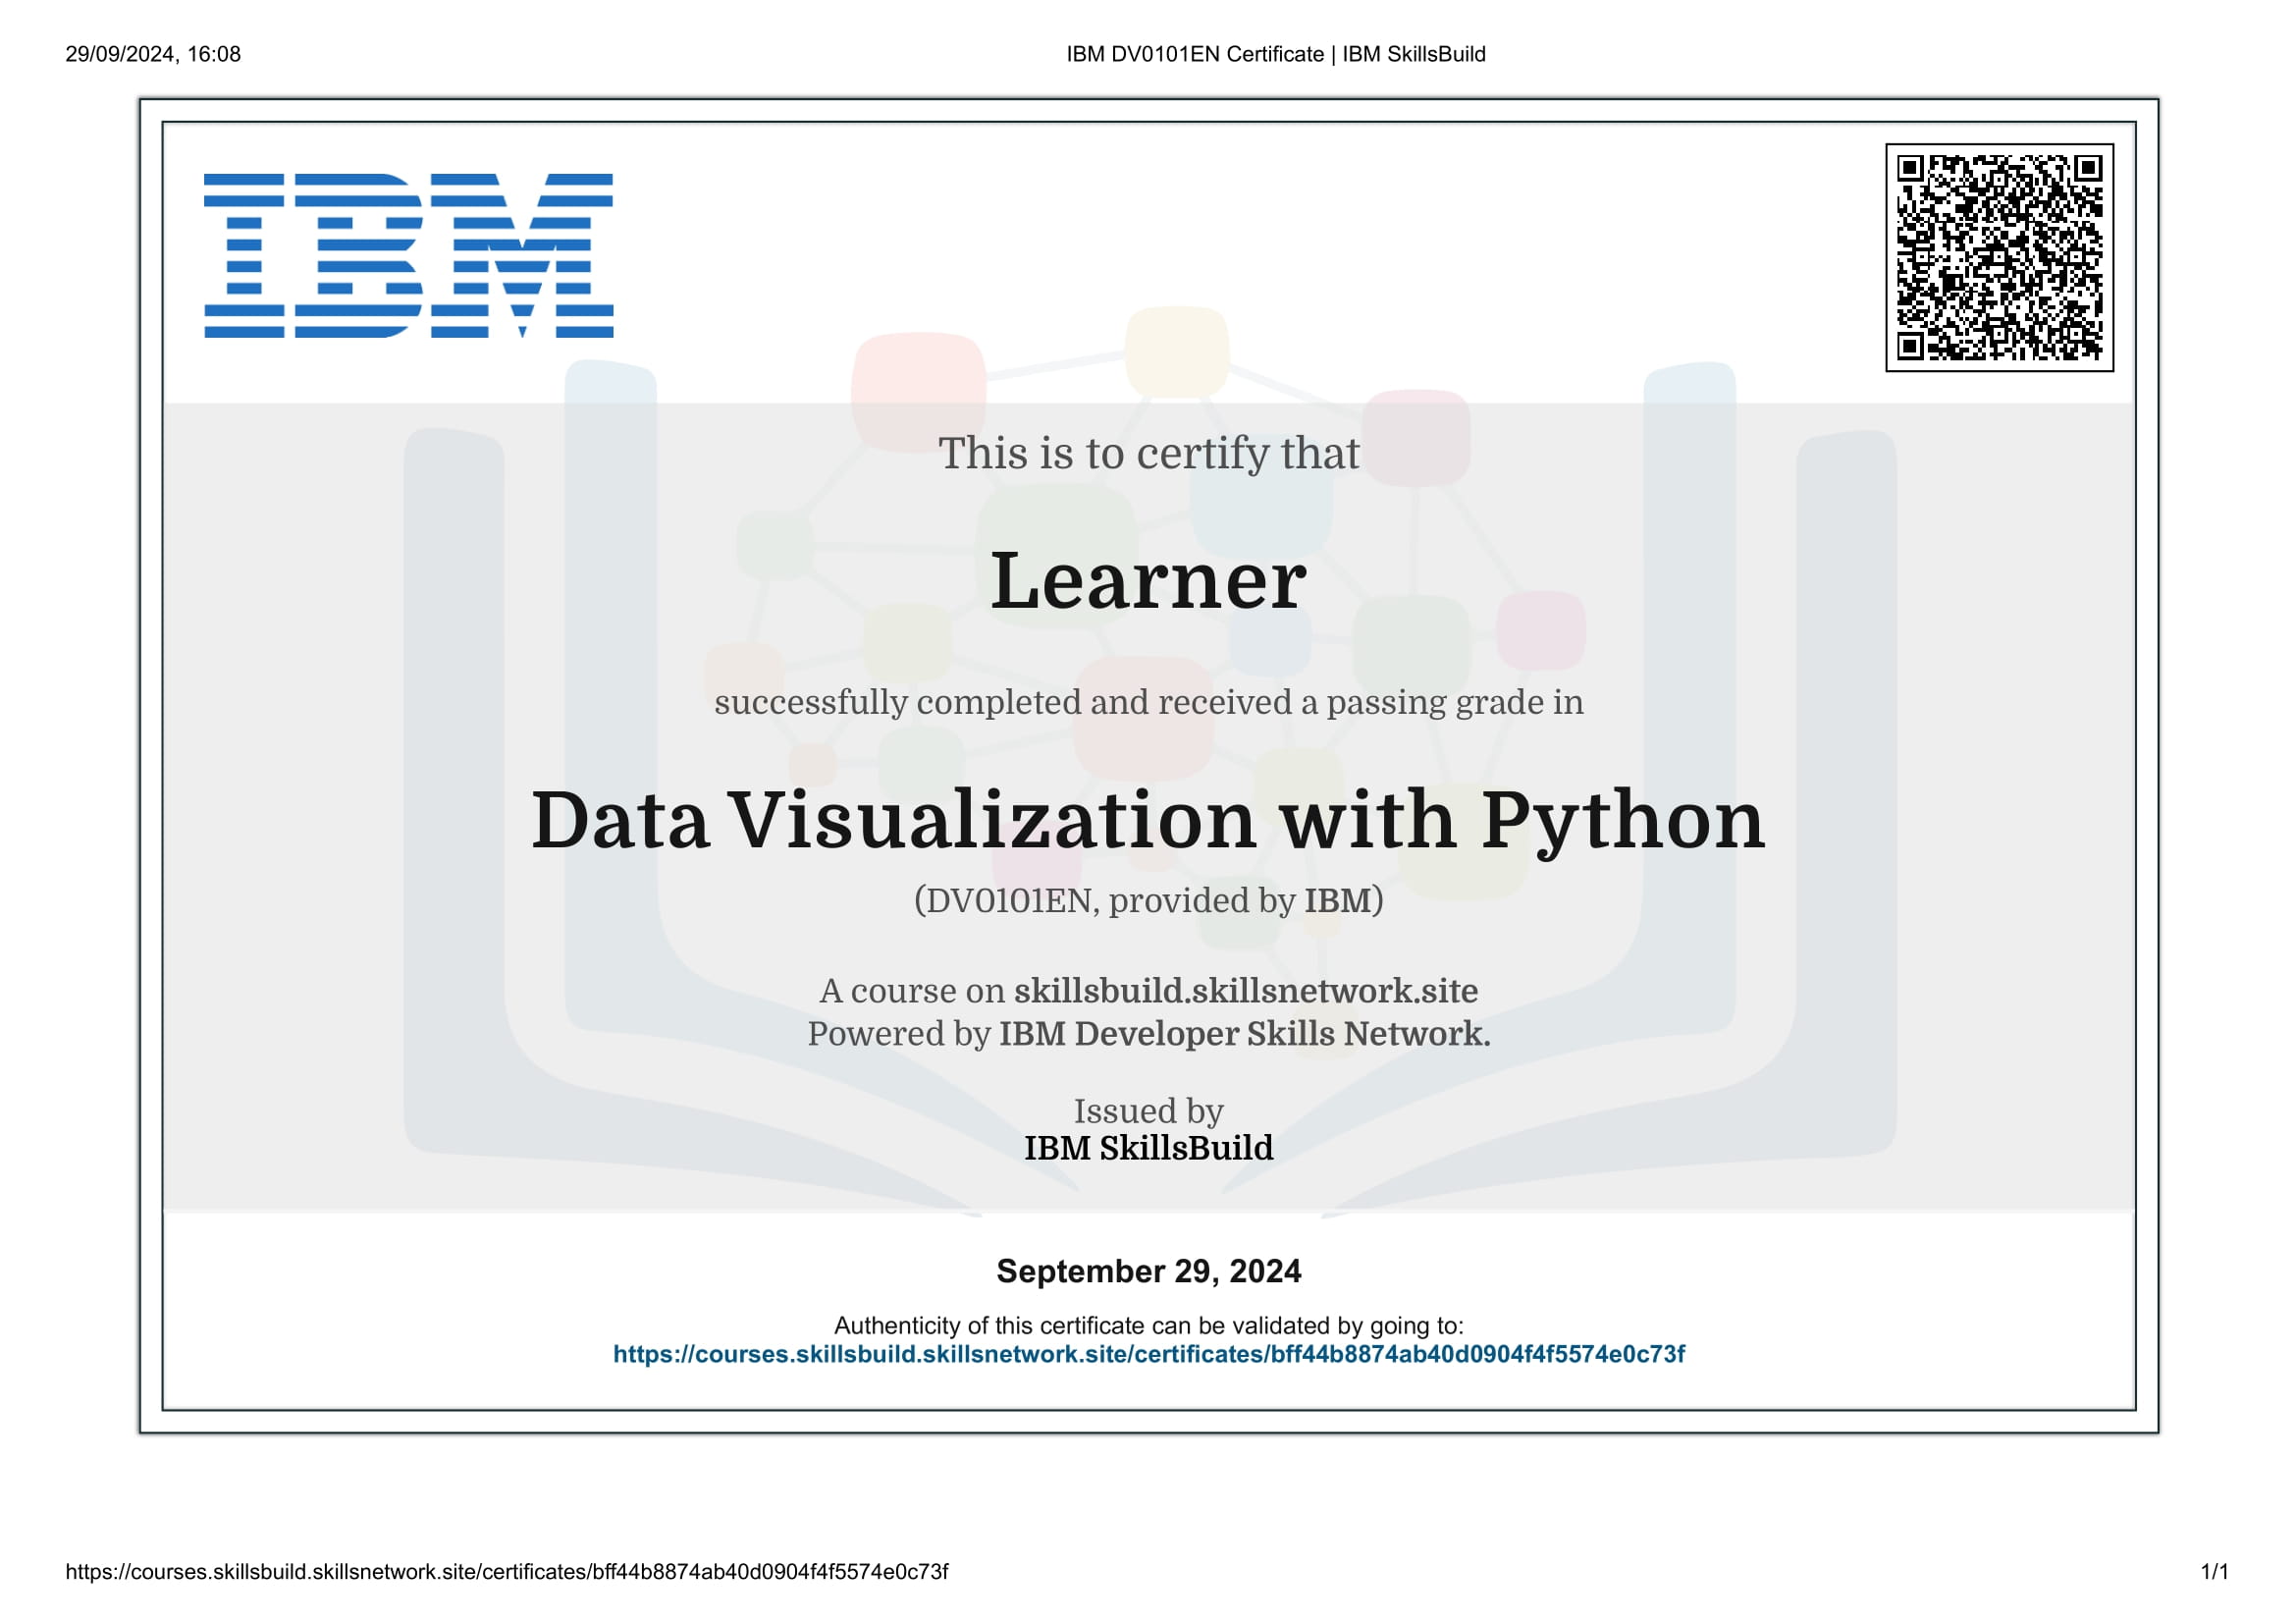 29/09/2024, 16:08
IBM DV0101EN Certificate | IBM SkillsBuild
IBM
This is to certify that
Learner
successfully completed and received a passing grade in
Data Visualization with Python
(DV0101EN, provided by IBM)
A course on skillsbuild.skillsnetwork.site
Powered by IBM Developer Skills Network.
Issued by
IBM SkillsBuild
September 29, 2024
Authenticity of this certificate can be validated by going to:
https://courses.skillsbuild.skillsnetwork.site/certificates/bff44b8874ab40d0904f4f5574e0c73f
https://courses.skillsbuild.skillsnetwork.site/certificates/bff44b8874ab40d0904f4f5574e0c73f
1/1